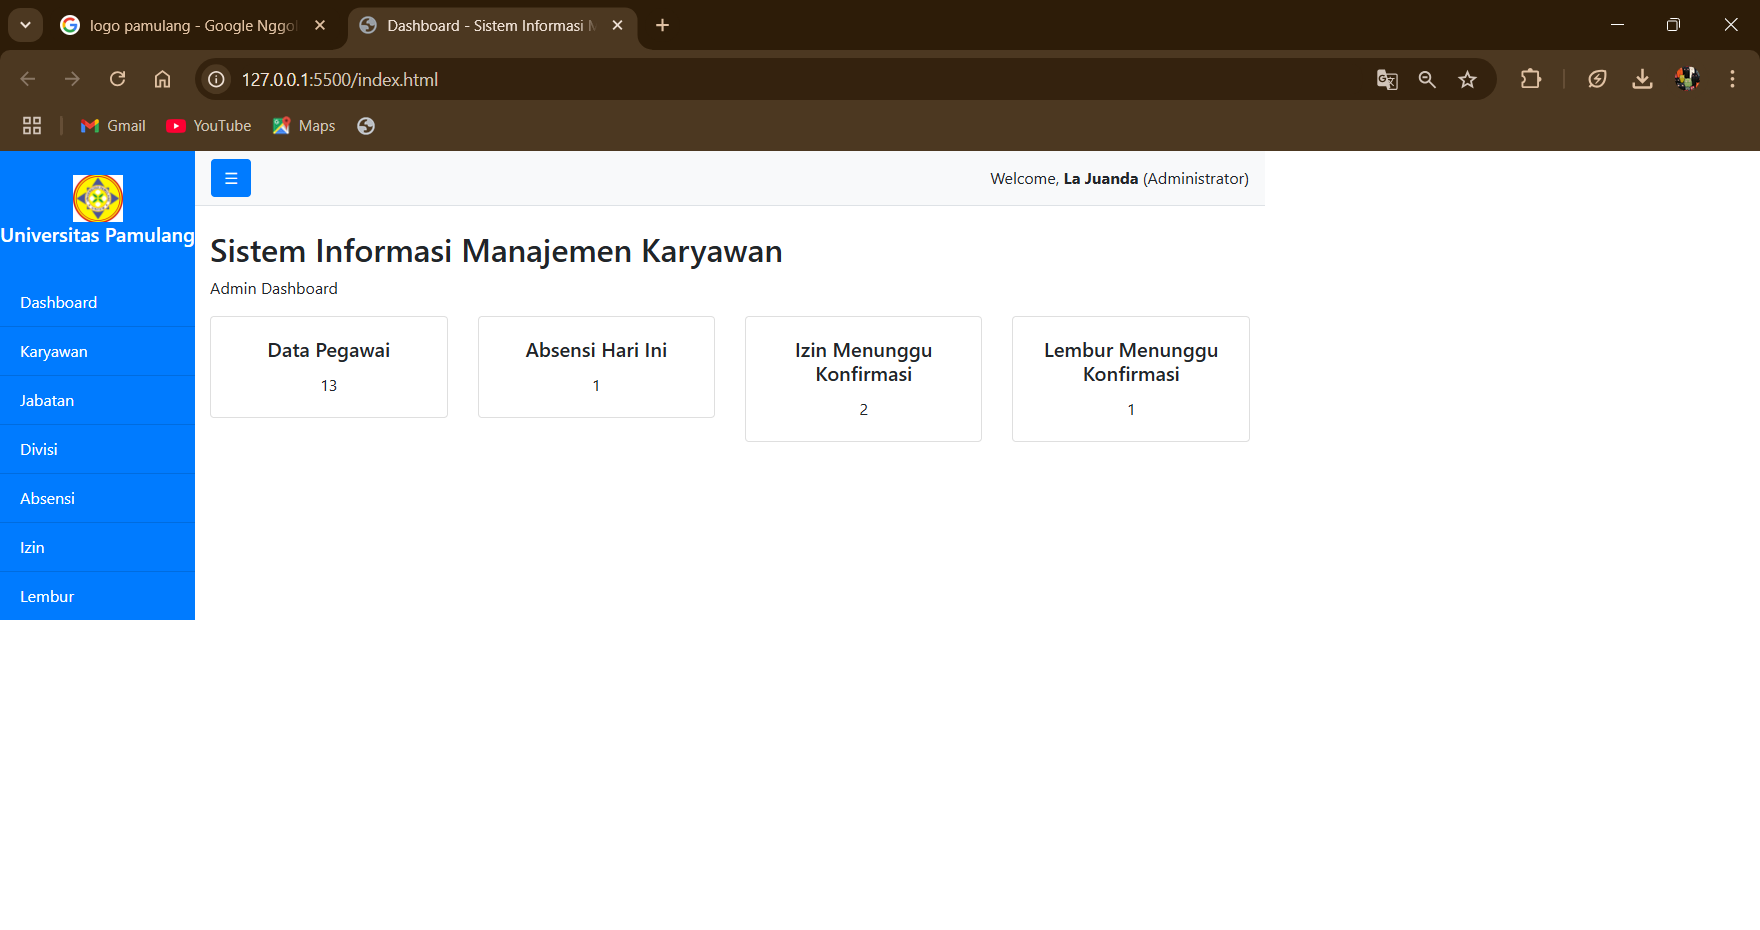 logo pamulang - Google Nggol
Dashboard - Sistem Informasi M
127.0.0.1:5500/index.html
Gmail
YouTube
Maps
Universitas Pamulang
Dashboard
Karyawan
Jabatan
Divisi
Absensi
Izin
Lembur
☰
Welcome, La Juanda (Administrator)
Sistem Informasi Manajemen Karyawan
Admin Dashboard
Data Pegawai
13
Absensi Hari Ini
1
Izin Menunggu
Konfirmasi
2
Lembur Menunggu
Konfirmasi
1